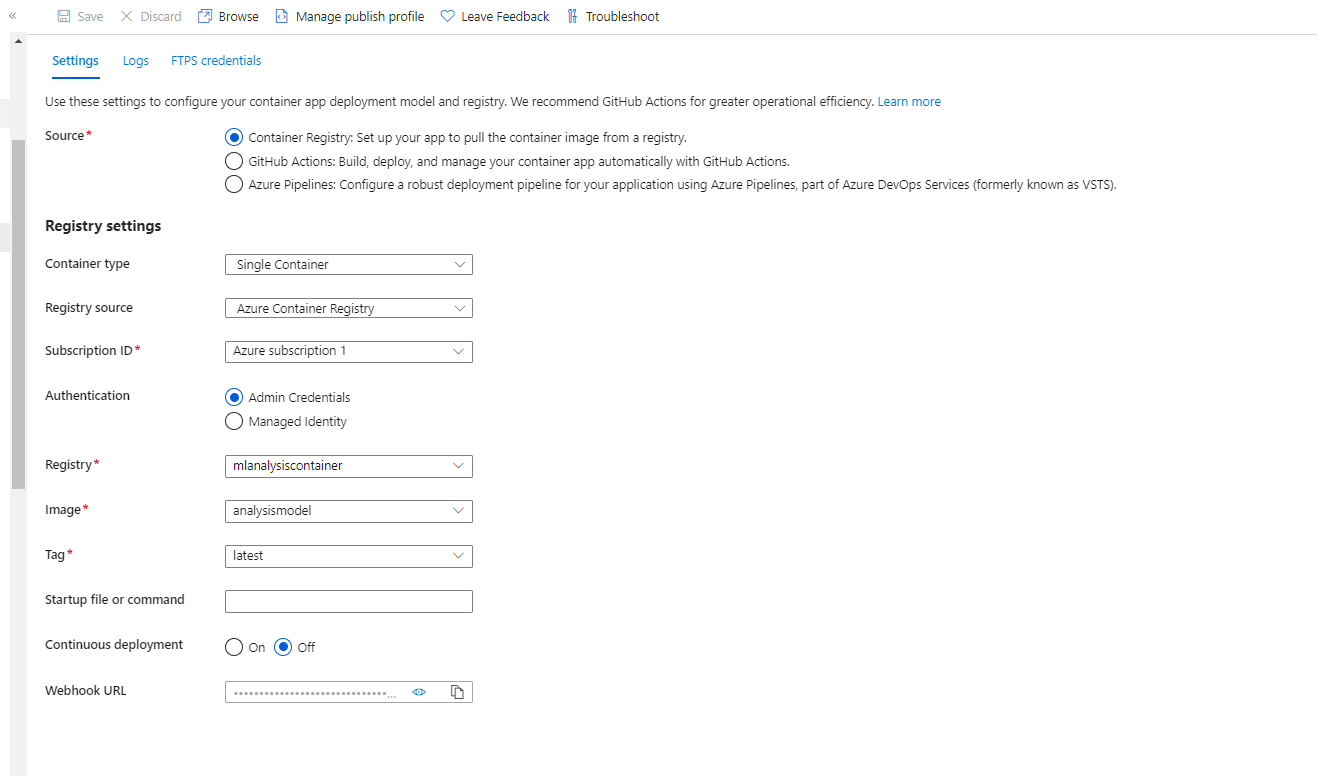 « Save Discard Browse Manage publish profile Leave Feedback Troubleshoot
Settings Logs FTPS credentials
Use these settings to configure your container app deployment model and registry. We recommend GitHub Actions for greater operational efficiency. Learn more
Source* Container Registry: Set up your app to pull the container image from a registry.
GitHub Actions: Build, deploy, and manage your container app automatically with GitHub Actions.
Azure Pipelines: Configure a robust deployment pipeline for your application using Azure Pipelines, part of Azure DevOps Services (formerly known as VSTS).
Registry settings
Container type Single Container
Registry source Azure Container Registry
Subscription ID* Azure subscription 1
Authentication Admin Credentials
Managed Identity
Registry* mlanalysiscontainer
Image* analysismodel
Tag* latest
Startup file or command
Continuous deployment On Off
Webhook URL ••••••••••••••••••••••••••••••...